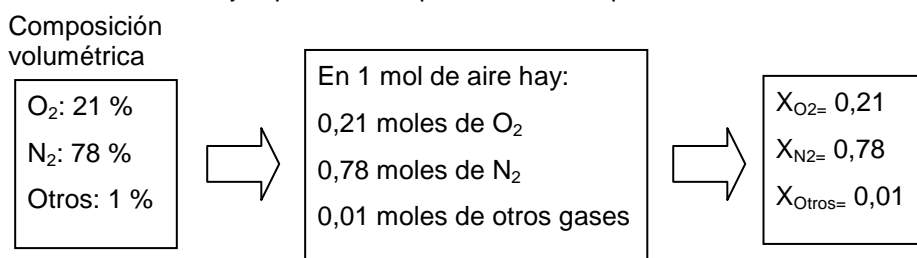 Composición
volumétrica
O₂: 21 %
N₂: 78 %
Otros: 1 %
En 1 mol de aire hay:
0,21 moles de O₂
0,78 moles de N₂
0,01 moles de otros gases
X_O2= 0,21
X_N2= 0,78
X_Otros= 0,01